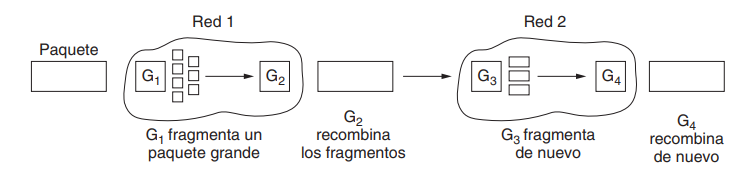 Red 1
Red 2
Paquete
G1
G2
G3
G4
G1 fragmenta un
paquete grande
G2
recombina
los fragmentos
G3 fragmenta
de nuevo
G4
recombina
de nuevo